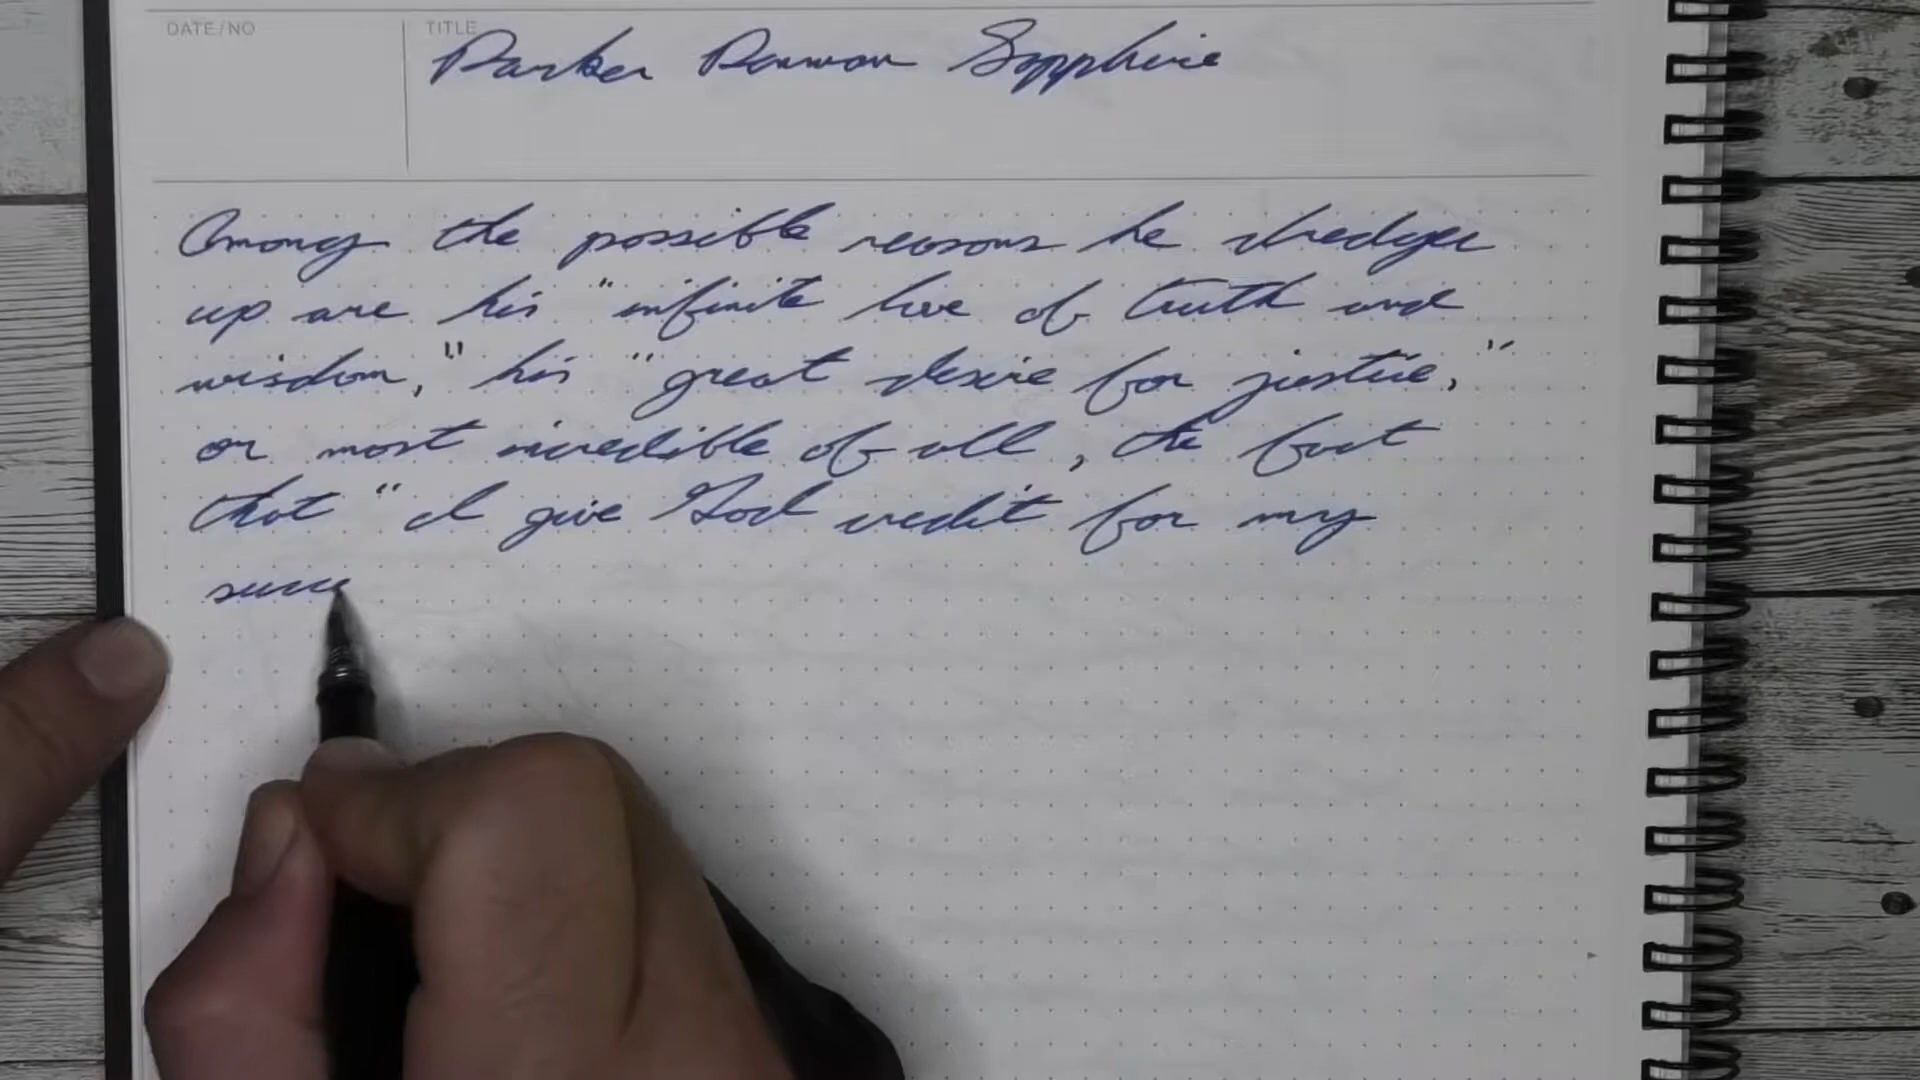 DATE/NO
TITLE
Parker Penman Sapphire
Among the possible reasons he dredges
up are his "infinite love of truth and
wisdom," his "great desire for justice,"
or most incredible of all, the fact
that "I give God credit for my
succe